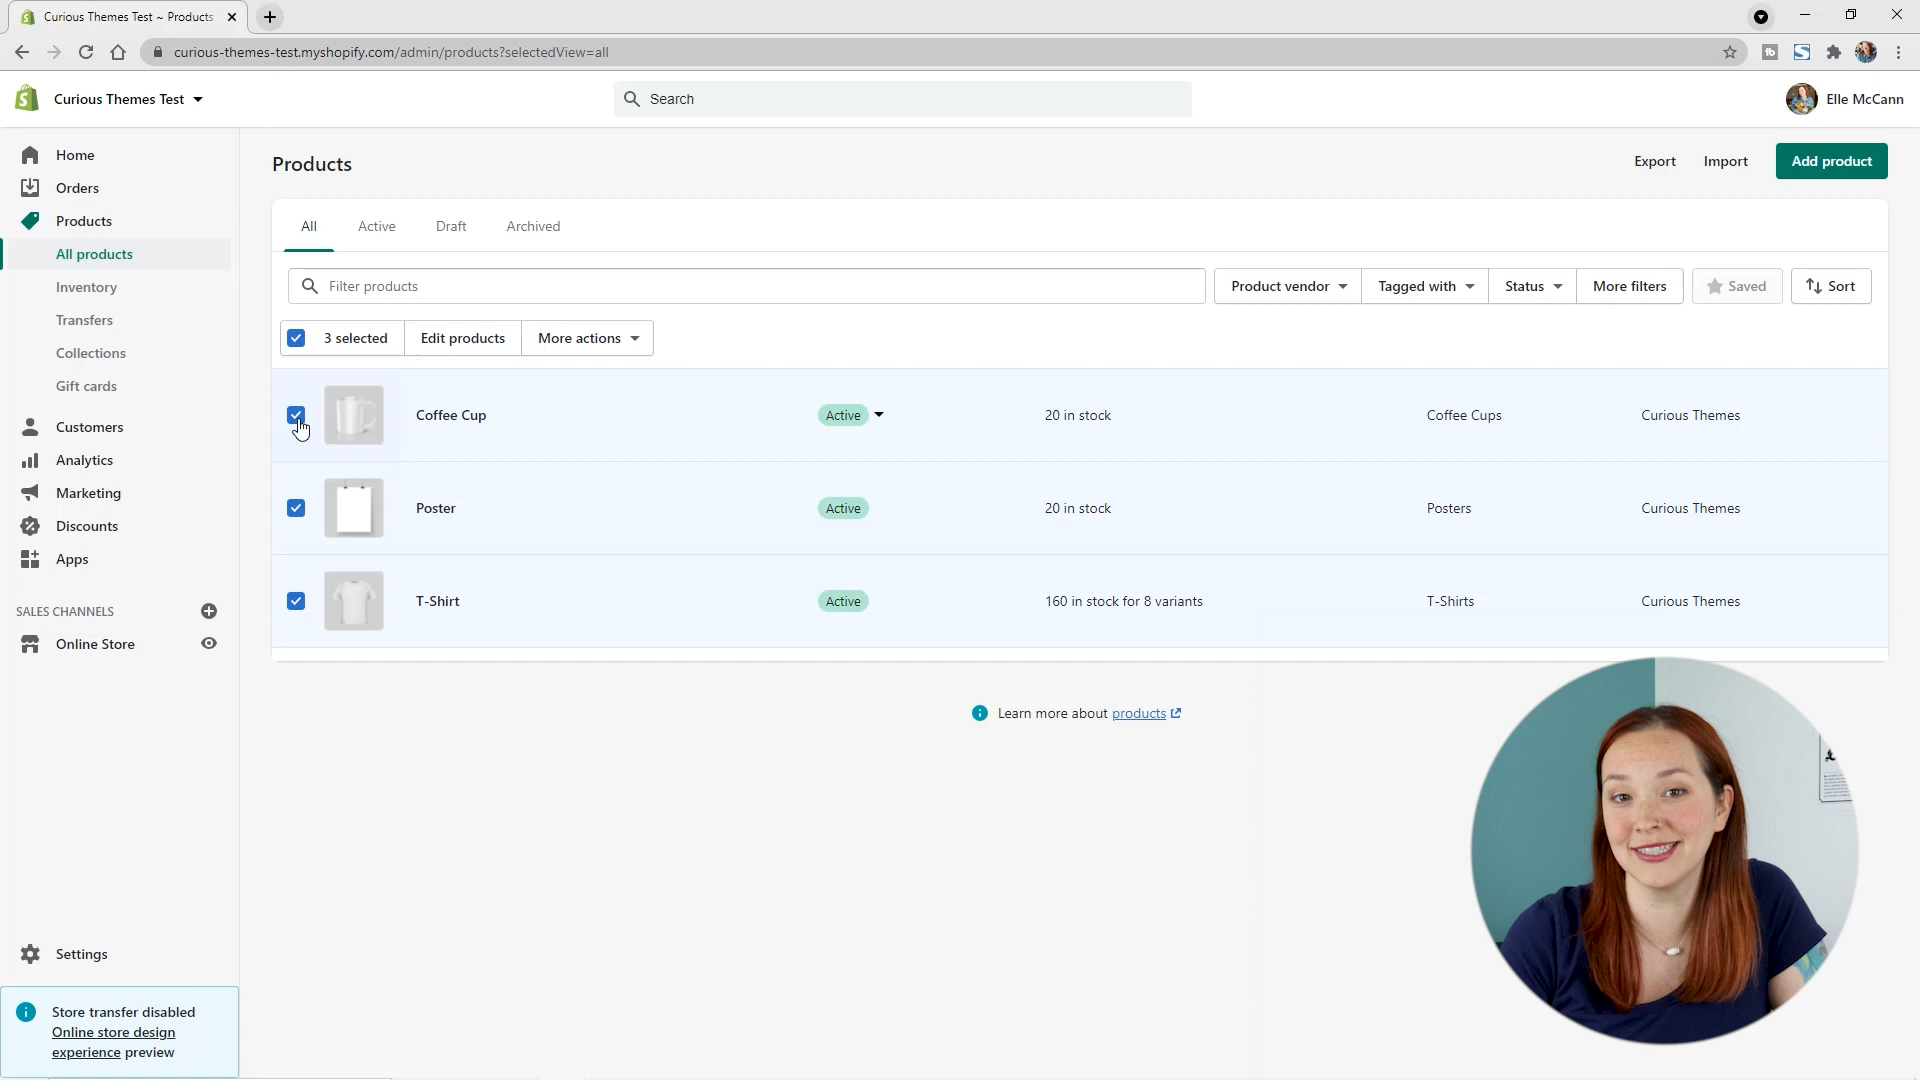 Curious Themes Test ~ Products
curious-themes-test.myshopify.com/admin/products?selectedView=all
Curious Themes Test
Search
Elle McCann
Home
Orders
Products
All products
Inventory
Transfers
Collections
Gift cards
Customers
Analytics
Marketing
Discounts
Apps
SALES CHANNELS
Online Store
Settings
Store transfer disabled
Online store design
experience preview
Products
Export Import Add product
All Active Draft Archived
Filter products Product vendor Tagged with Status More filters Saved Sort
3 selected Edit products More actions
Coffee Cup Active 20 in stock Coffee Cups Curious Themes
Poster Active 20 in stock Posters Curious Themes
T-Shirt Active 160 in stock for 8 variants T-Shirts Curious Themes
Learn more about products